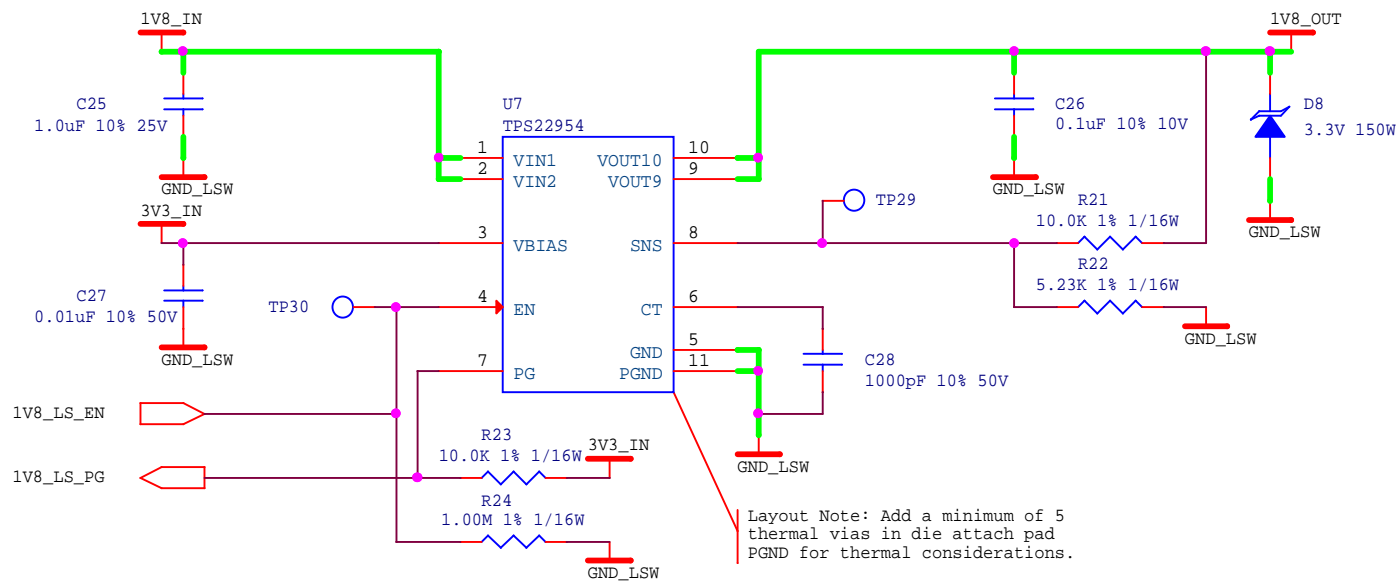 1V8_IN
1V8_OUT
C25
1.0uF 10% 25V
GND_LSW
U7
TPS22954
1
VIN1
2
VIN2
3
VBIAS
4
EN
7
PG
VOUT10
10
VOUT9
9
SNS
8
CT
6
GND
5
PGND
11
C26
0.1uF 10% 10V
GND_LSW
D8
3.3V 150W
GND_LSW
TP29
R21
10.0K 1% 1/16W
R22
5.23K 1% 1/16W
GND_LSW
3V3_IN
C27
0.01uF 10% 50V
GND_LSW
TP30
C28
1000pF 10% 50V
GND_LSW
1V8_LS_EN
1V8_LS_PG
R23
10.0K 1% 1/16W
3V3_IN
R24
1.00M 1% 1/16W
GND_LSW
Layout Note: Add a minimum of 5
thermal vias in die attach pad
PGND for thermal considerations.